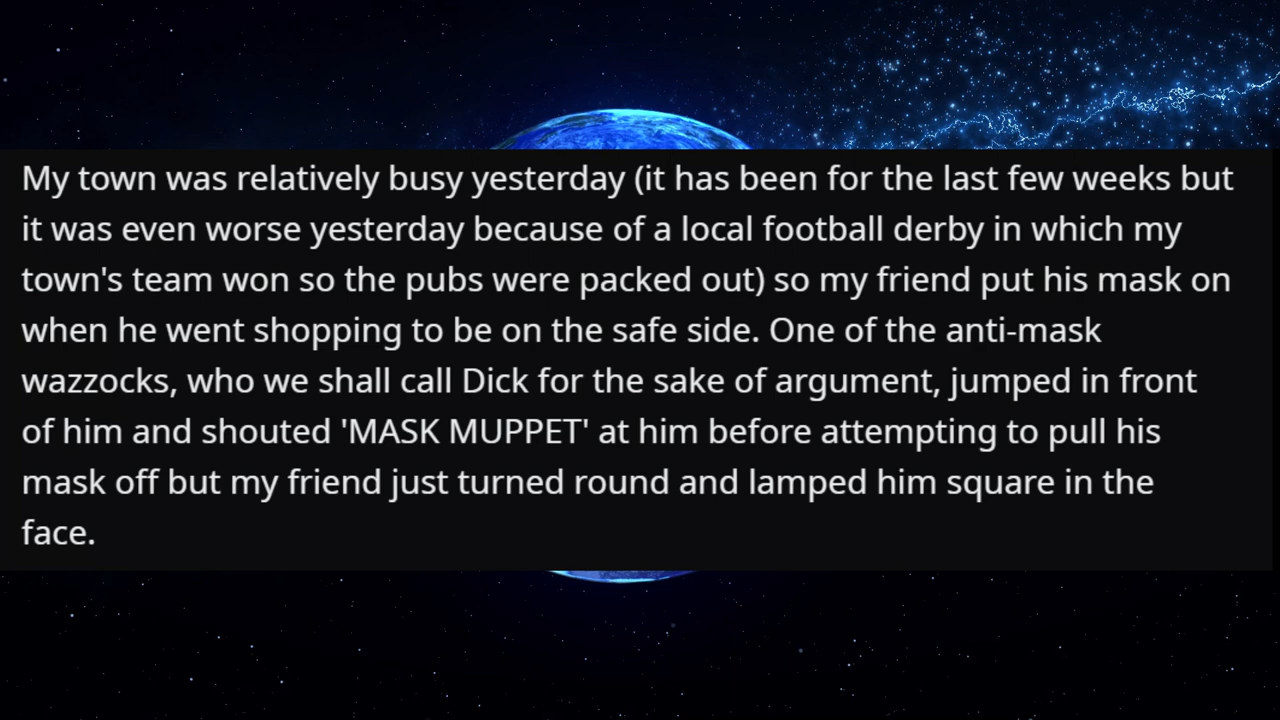 My town was relatively busy yesterday (it has been for the last few weeks but
it was even worse yesterday because of a local football derby in which my
town's team won so the pubs were packed out) so my friend put his mask on
when he went shopping to be on the safe side. One of the anti-mask
wazzocks, who we shall call Dick for the sake of argument, jumped in front
of him and shouted 'MASK MUPPET' at him before attempting to pull his
mask off but my friend just turned round and lamped him square in the
face.